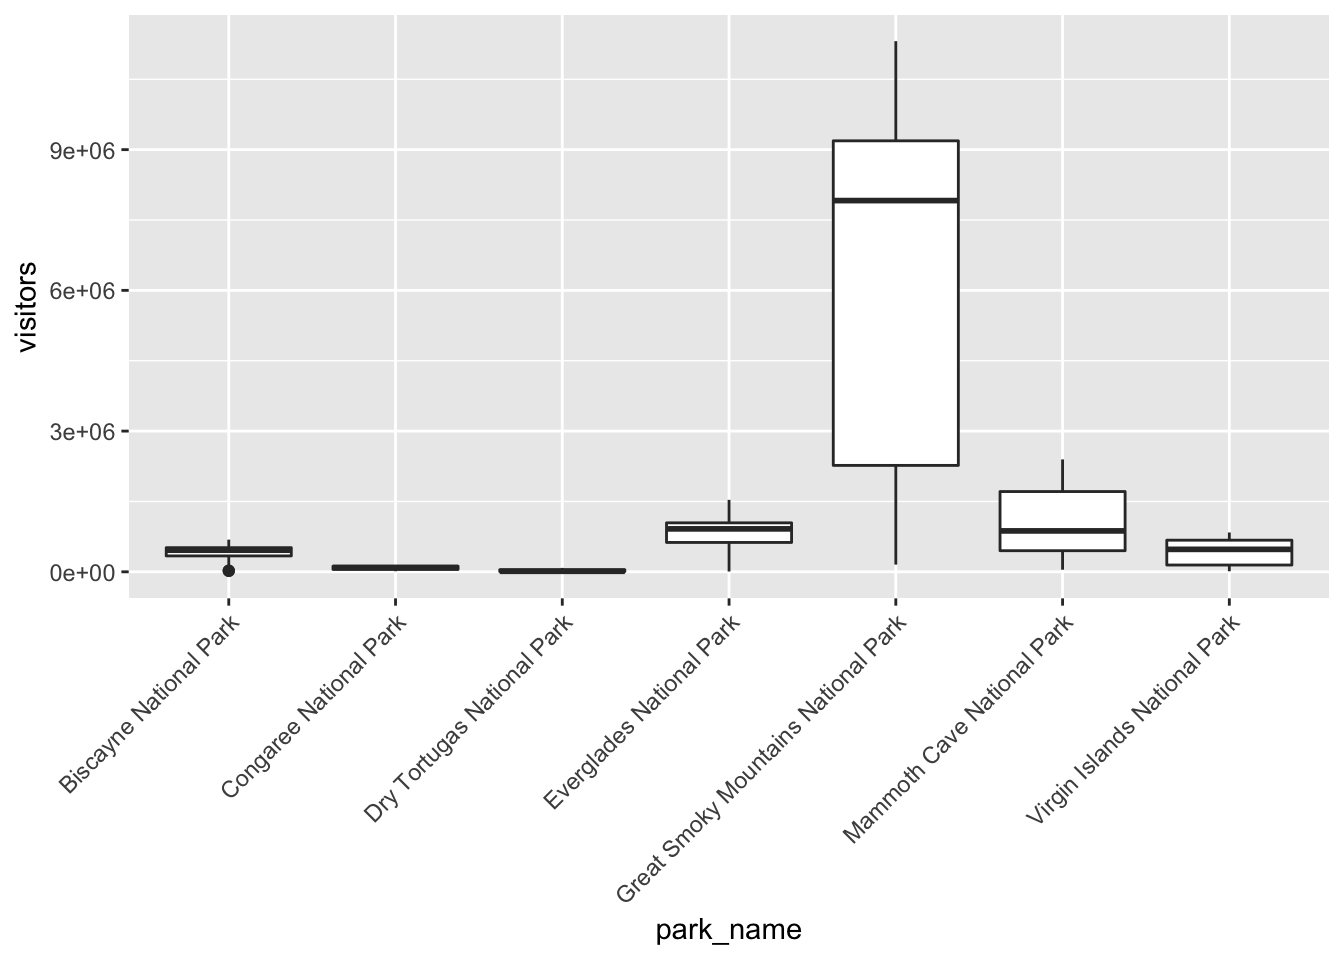 visitors
9e+06
6e+06
3e+06
0e+00
Biscayne National Park
Congaree National Park
Dry Tortugas National Park
Everglades National Park
Great Smoky Mountains National Park
Mammoth Cave National Park
Virgin Islands National Park
park_name